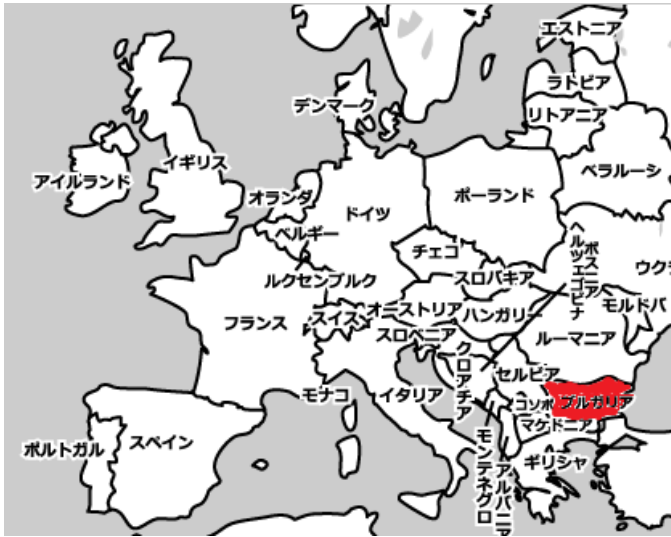 エストニア
ラトビア
デンマーク
リトアニア
イギリス
アイルランド
ベラルーシ
オランダ
ポーランド
ドイツ
ベルギー
チェコ
ボスニア
ヘルツェゴビナ
ウク
ルクセンブルク
スロバキア
オーストリア
ハンガリー
モルドバ
フランス
スイス
スロベニア
ルーマニア
クロアチア
セルビア
モナコ
イタリア
コソボ
ブルガリア
マケドニア
ポルトガル
スペイン
モンテネグロ
アルバニア
ギリシャ